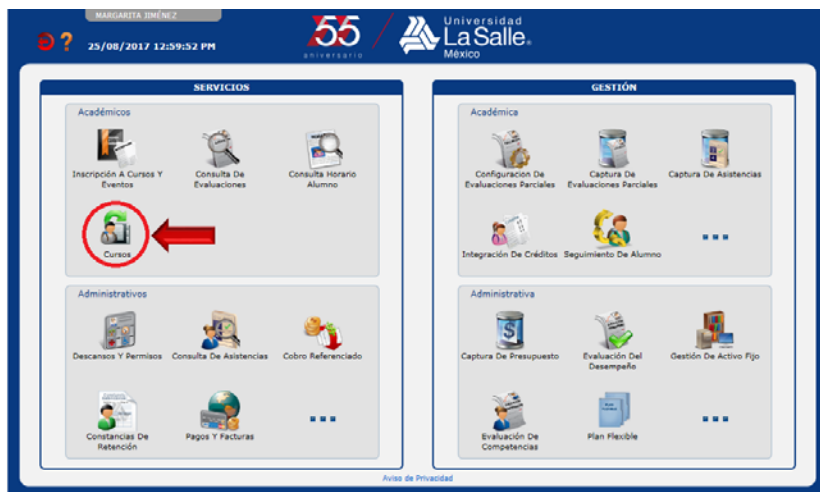 MARGARITA JIMÉNEZ
25/08/2017 12:59:52 PM
55
aniversario
Universidad
La Salle®
México
SERVICIOS
Académicos
Inscripción A Cursos Y
Eventos
Consulta De
Evaluaciones
Consulta Horario
Alumno
Cursos
Administrativos
Descansos Y Permisos
Consulta De Asistencias
Cobro Referenciado
Constancias De
Retención
Pagos Y Facturas
GESTIÓN
Académica
Configuracion De
Evaluaciones Parciales
Captura De
Evaluaciones Parciales
Captura De Asistencias
Integración De Créditos
Seguimiento De Alumno
Administrativa
Captura De Presupuesto
Evaluación Del
Desempeño
Gestión De Activo Fijo
Evaluación De
Competencias
Plan Flexible
Aviso de Privacidad